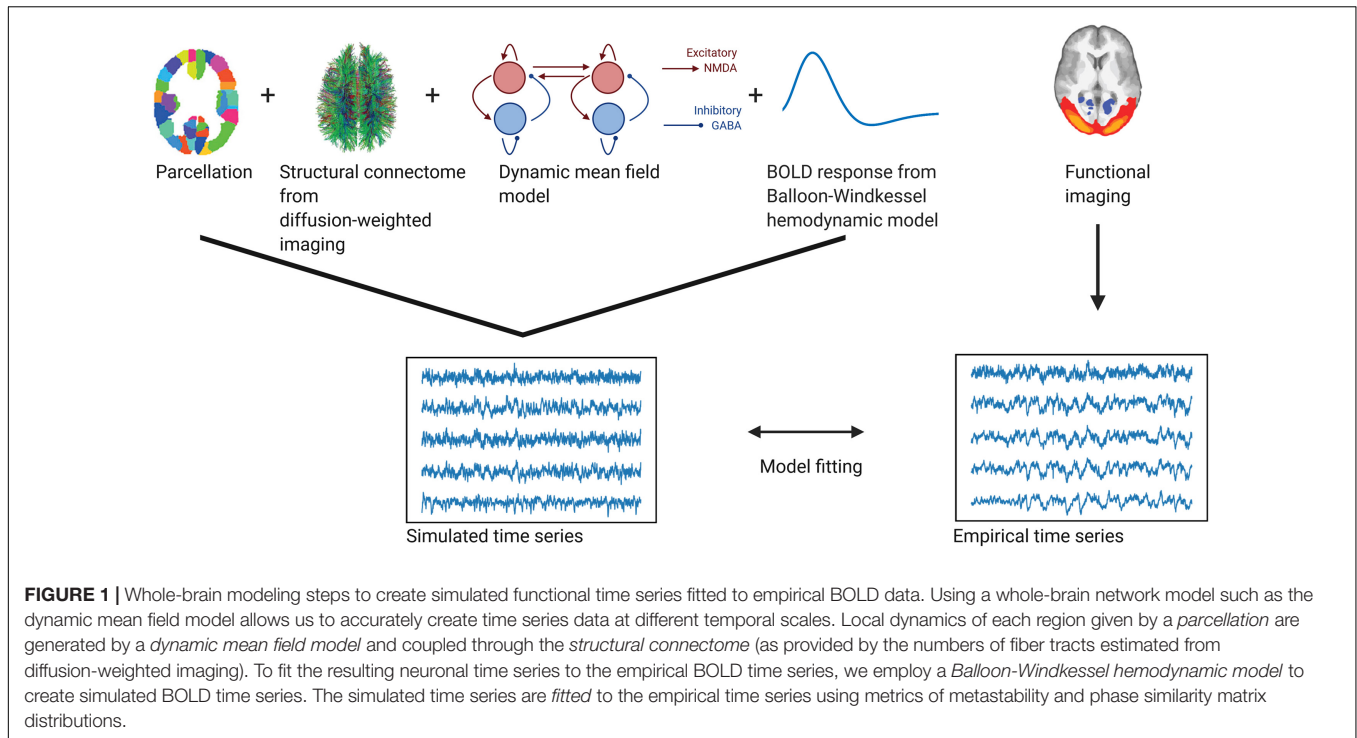 +
+
+
Excitatory
NMDA
Inhibitory
GABA
Parcellation
Structural connectome
from
diffusion-weighted
imaging
Dynamic mean field
model
BOLD response from
Balloon-Windkessel
hemodynamic model
Functional
imaging
Model fitting
Simulated time series
Empirical time series
FIGURE 1 | Whole-brain modeling steps to create simulated functional time series fitted to empirical BOLD data. Using a whole-brain network model such as the
dynamic mean field model allows us to accurately create time series data at different temporal scales. Local dynamics of each region given by a parcellation are
generated by a dynamic mean field model and coupled through the structural connectome (as provided by the numbers of fiber tracts estimated from
diffusion-weighted imaging). To fit the resulting neuronal time series to the empirical BOLD time series, we employ a Balloon-Windkessel hemodynamic model to
create simulated BOLD time series. The simulated time series are fitted to the empirical time series using metrics of metastability and phase similarity matrix
distributions.